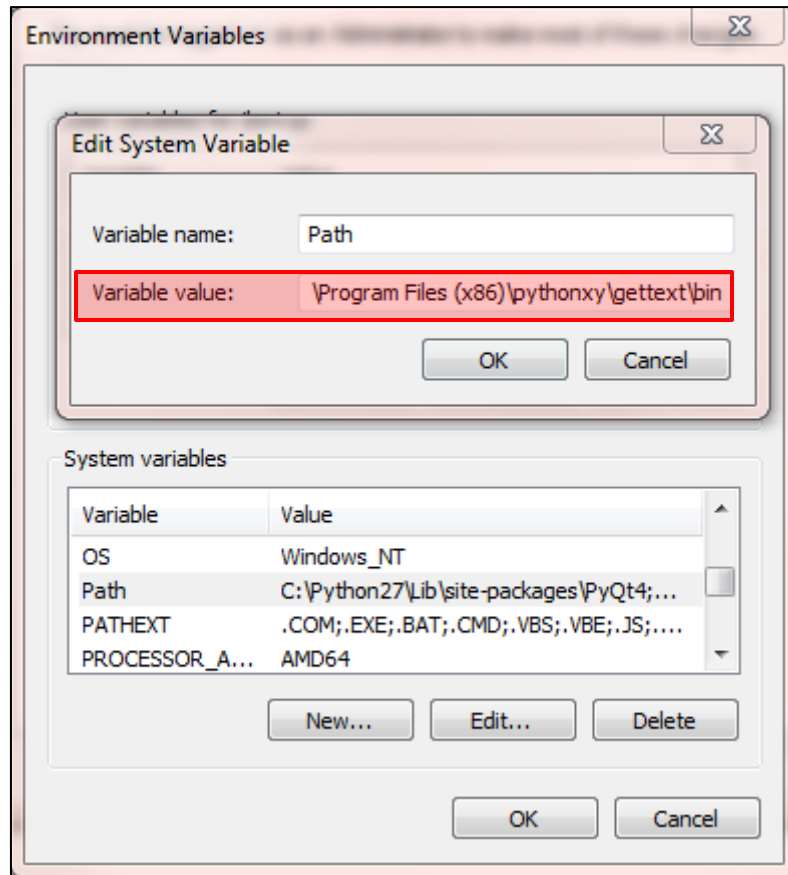 Environment Variables
Edit System Variable
Variable name: Path
Variable value: \Program Files (x86)\pythonxy\gettext\bin
OK Cancel
System variables
Variable Value
OS Windows_NT
Path C:\Python27\Lib\site-packages\PyQt4;...
PATHEXT .COM;.EXE;.BAT;.CMD;.VBS;.VBE;.JS;....
PROCESSOR_A... AMD64
New... Edit... Delete
OK Cancel